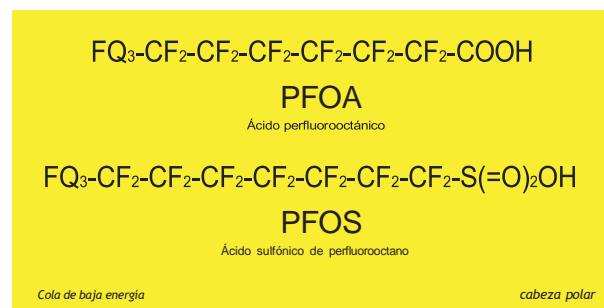 FQ₃-CF₂-CF₂-CF₂-CF₂-CF₂-CF₂-COOH
PFOA
Ácido perfluorooctánico
FQ₃-CF₂-CF₂-CF₂-CF₂-CF₂-CF₂-CF₂-S(=O)₂OH
PFOS
Ácido sulfónico de perfluorooctano
Cola de baja energía
cabeza polar